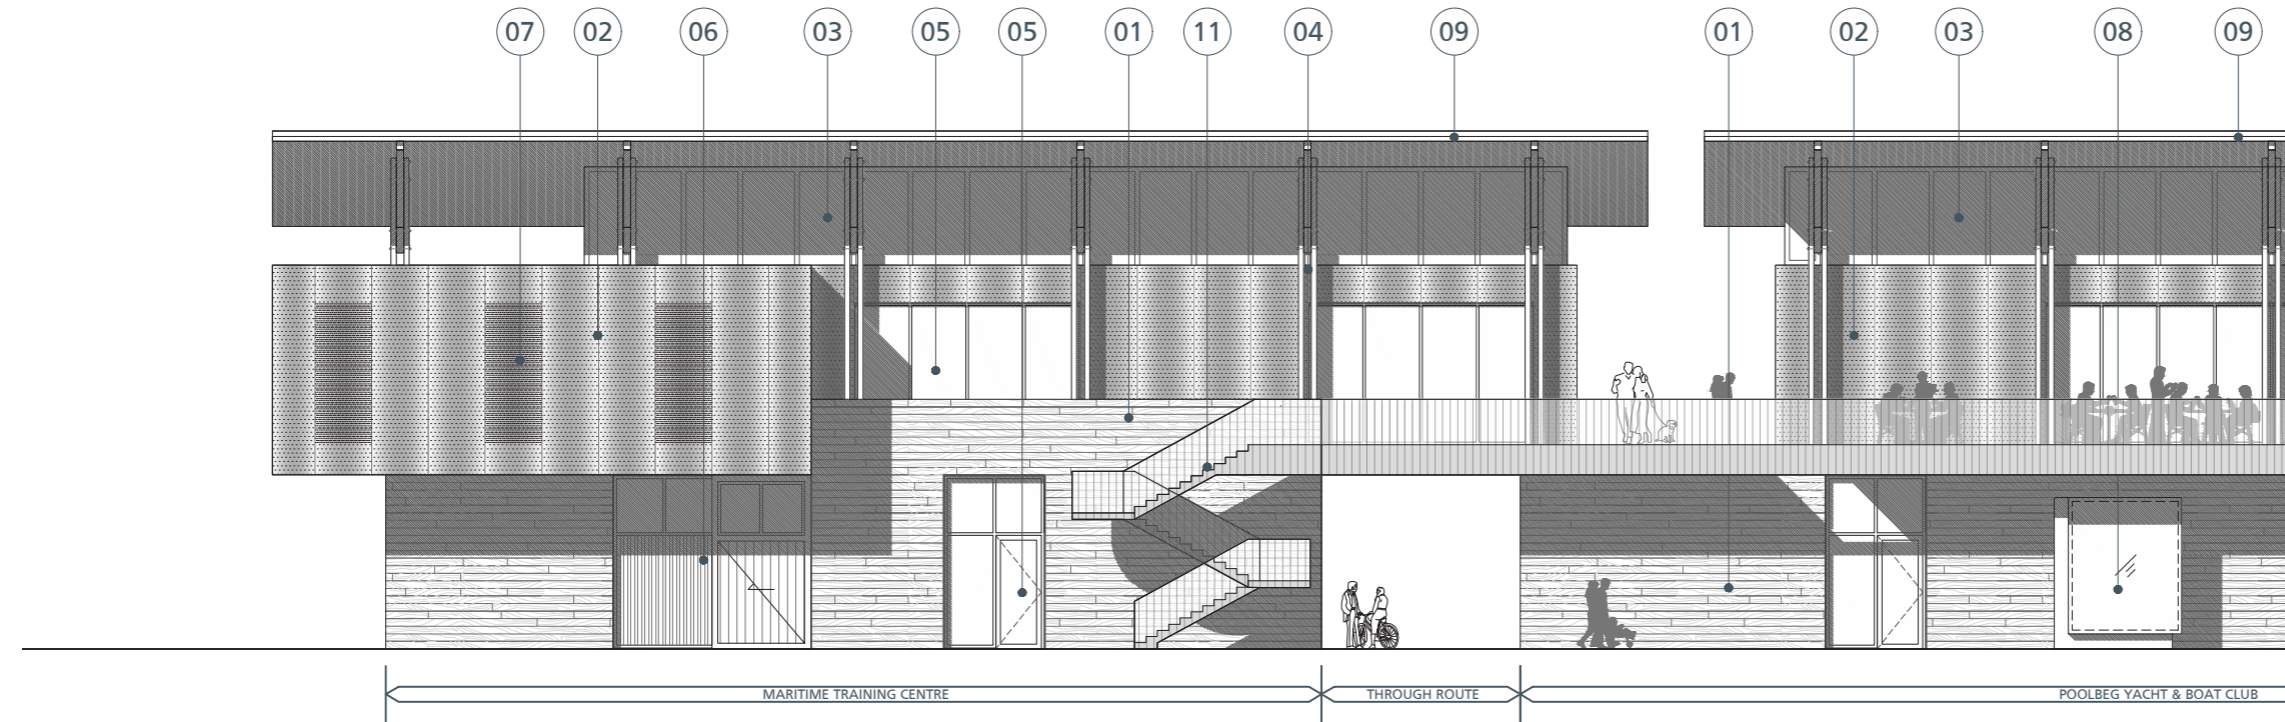 07 02 06 03 05 05 01 11 04 09 01 02 03 08 09
MARITIME TRAINING CENTRE THROUGH ROUTE POOLBEG YACHT & BOAT CLUB